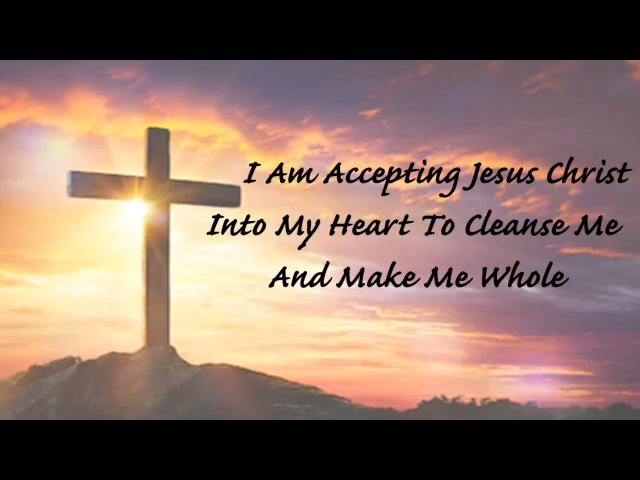 I Am Accepting Jesus Christ
Into My Heart To Cleanse Me
And Make Me Whole